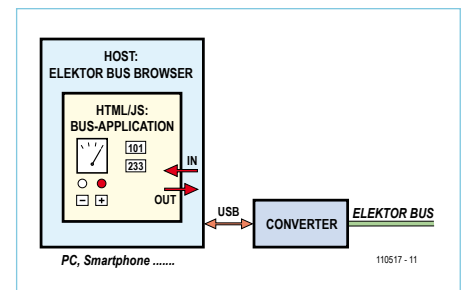 HOST:
ELEKTOR BUS BROWSER
HTML/JS:
BUS-APPLICATION
101
233
IN
OUT
− +
USB
CONVERTER
ELEKTOR BUS
PC, Smartphone .......
110517 - 11